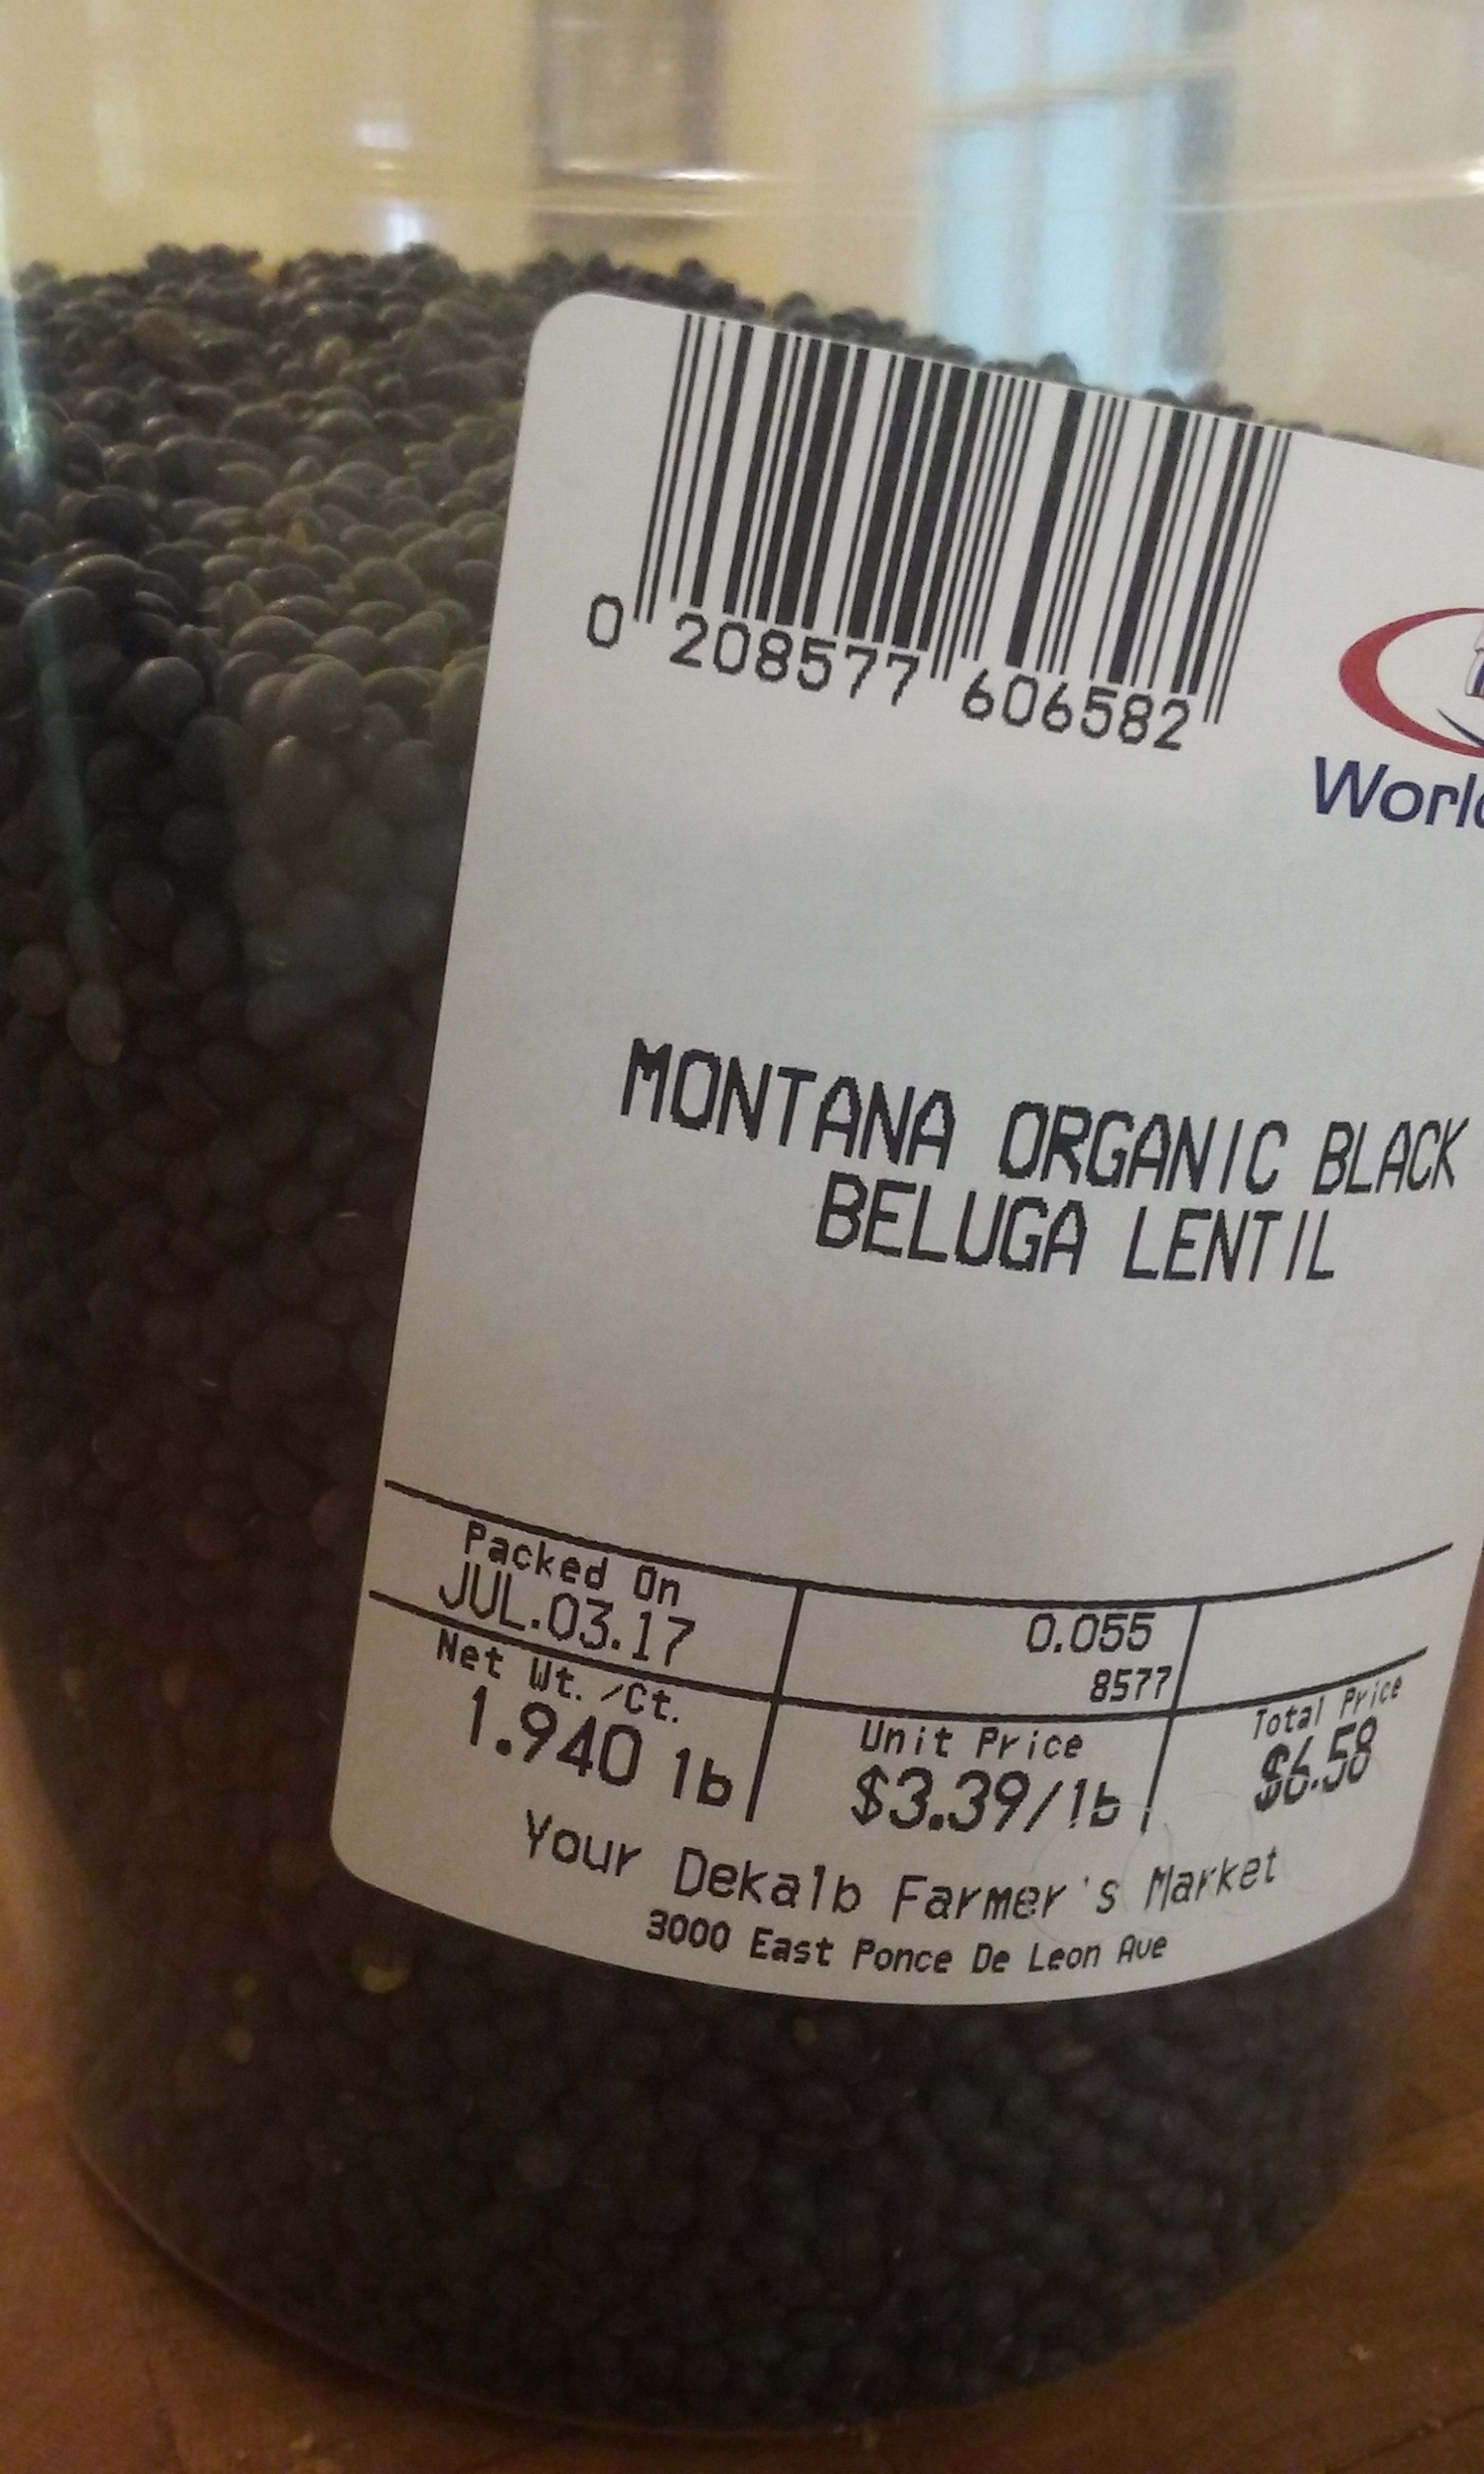 0 208577 606582
MONTANA ORGANIC BLACK
BELUGA LENTIL
Packed On
JUL.03.17
0.055
8577
Net Wt./Ct.
1.940 lb
Unit Price
$3.39/lb
Total Price
$6.58
Your Dekalb Farmer's Market
3000 East Ponce De Leon Ave